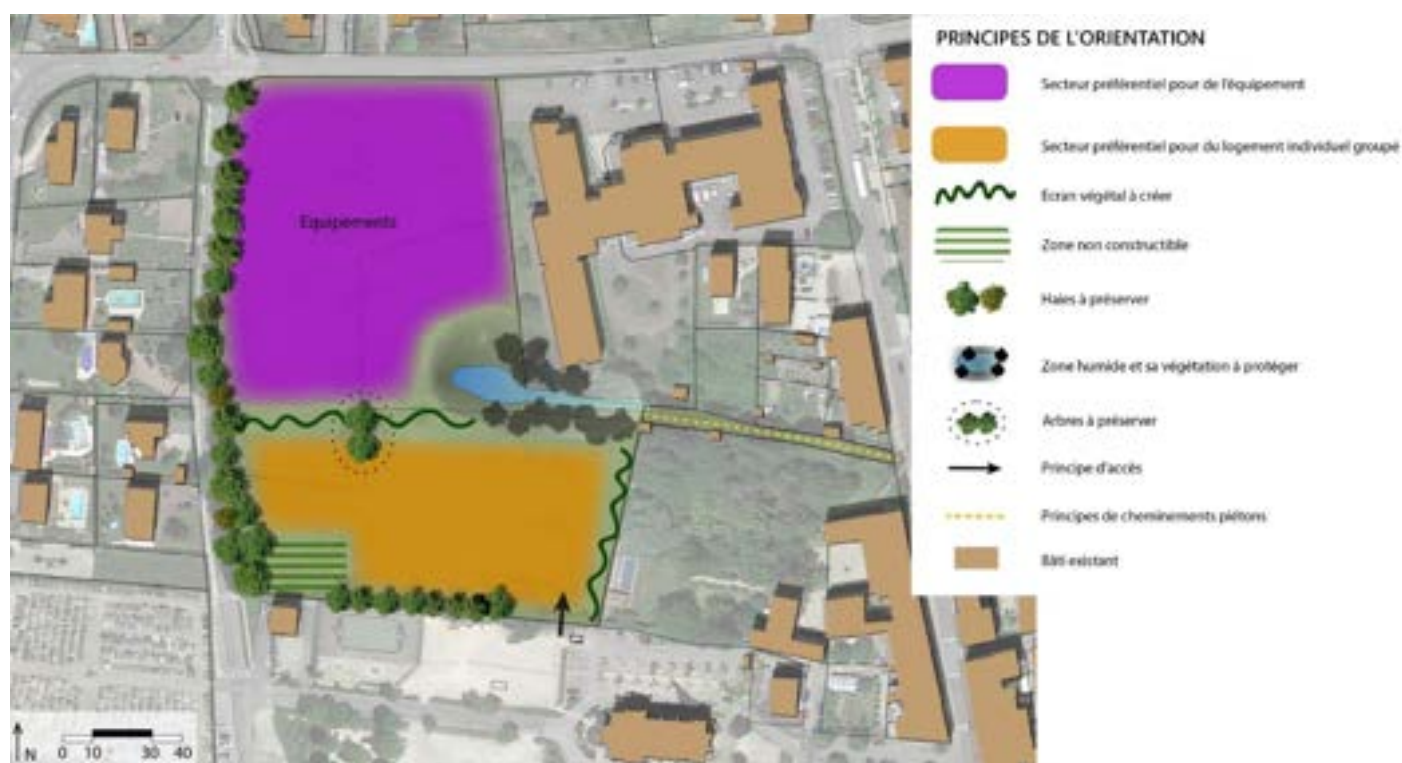 PRINCIPES DE L'ORIENTATION
Secteur préférentiel pour de l'équipement
Secteur préférentiel pour du logement individuel groupé
Ecran végétal à créer
Zone non constructible
Haies à préserver
Zone humide et sa végétation à protéger
Arbres à préserver
Principe d'accès
Principes de cheminements piétons
Bâti existant
Equipements
N
0 10 30 40